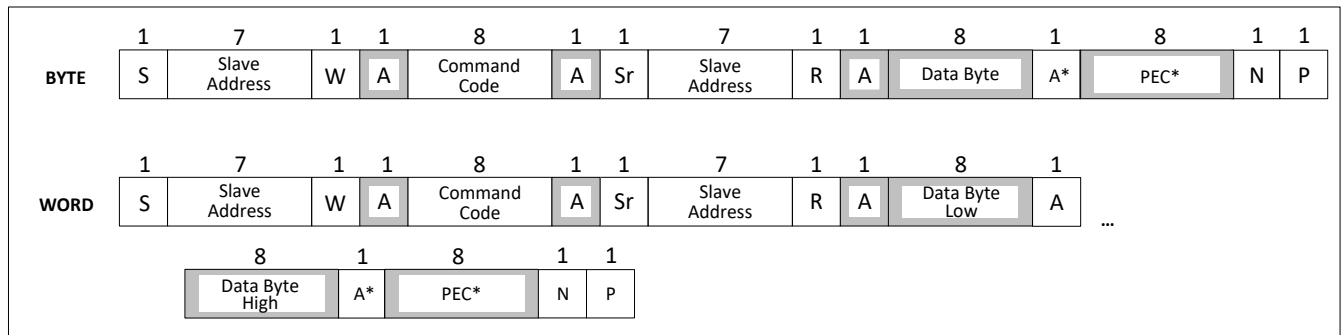 1 7 1 1 8 1 1 7 1 1 8 1 8 1 1
BYTE S Slave Address W A Command Code A Sr Slave Address R A Data Byte A* PEC* N P
1 7 1 1 8 1 1 7 1 1 8 1
WORD S Slave Address W A Command Code A Sr Slave Address R A Data Byte Low A ...
8 1 8 1 1
Data Byte High A* PEC* N P